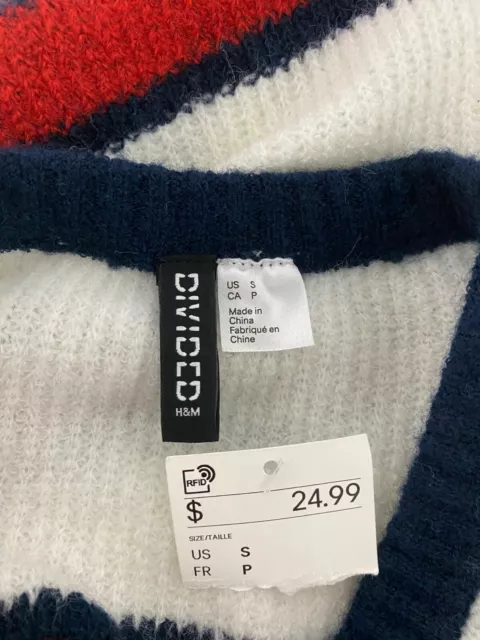 DIVIDED
H&M
US S
CA P
Made in
China
Fabriqué en
Chine
RFID
$ 24.99
SIZE/TAILLE
US S
FR P